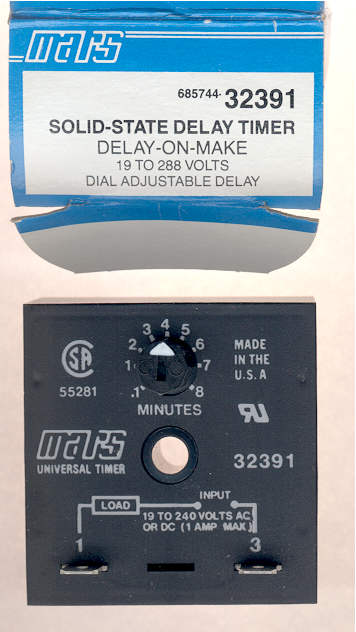 mars
685744- 32391
SOLID-STATE DELAY TIMER
DELAY-ON-MAKE
19 TO 288 VOLTS
DIAL ADJUSTABLE DELAY
.1 1 2 3 4 5 6 7 8
MINUTES
SA
55281
MADE
IN THE
U.S.A
RU
mars
UNIVERSAL TIMER
32391
LOAD
INPUT
19 TO 240 VOLTS AC
OR DC (1 AMP MAX.)
1
3